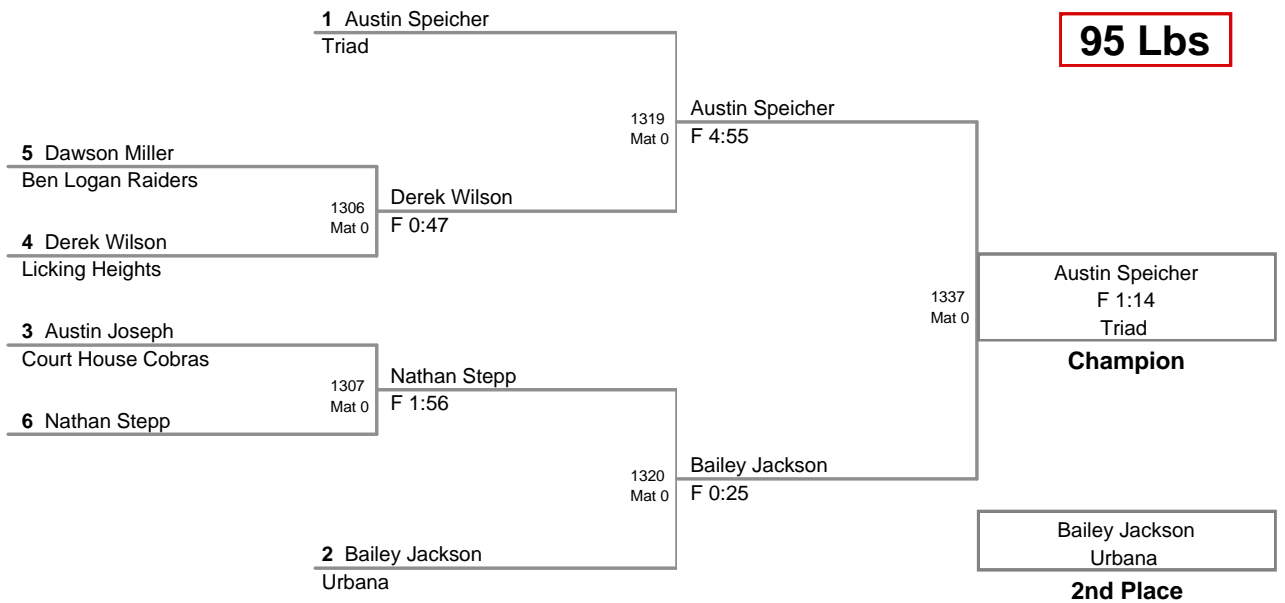 1 Austin Speicher
Triad
95 Lbs
1319
Mat 0
Austin Speicher
F 4:55
5 Dawson Miller
Ben Logan Raiders
1306
Mat 0
Derek Wilson
F 0:47
4 Derek Wilson
Licking Heights
1337
Mat 0
Austin Speicher
F 1:14
Triad
Champion
3 Austin Joseph
Court House Cobras
1307
Mat 0
Nathan Stepp
F 1:56
6 Nathan Stepp
1320
Mat 0
Bailey Jackson
F 0:25
2 Bailey Jackson
Urbana
Bailey Jackson
Urbana
2nd Place